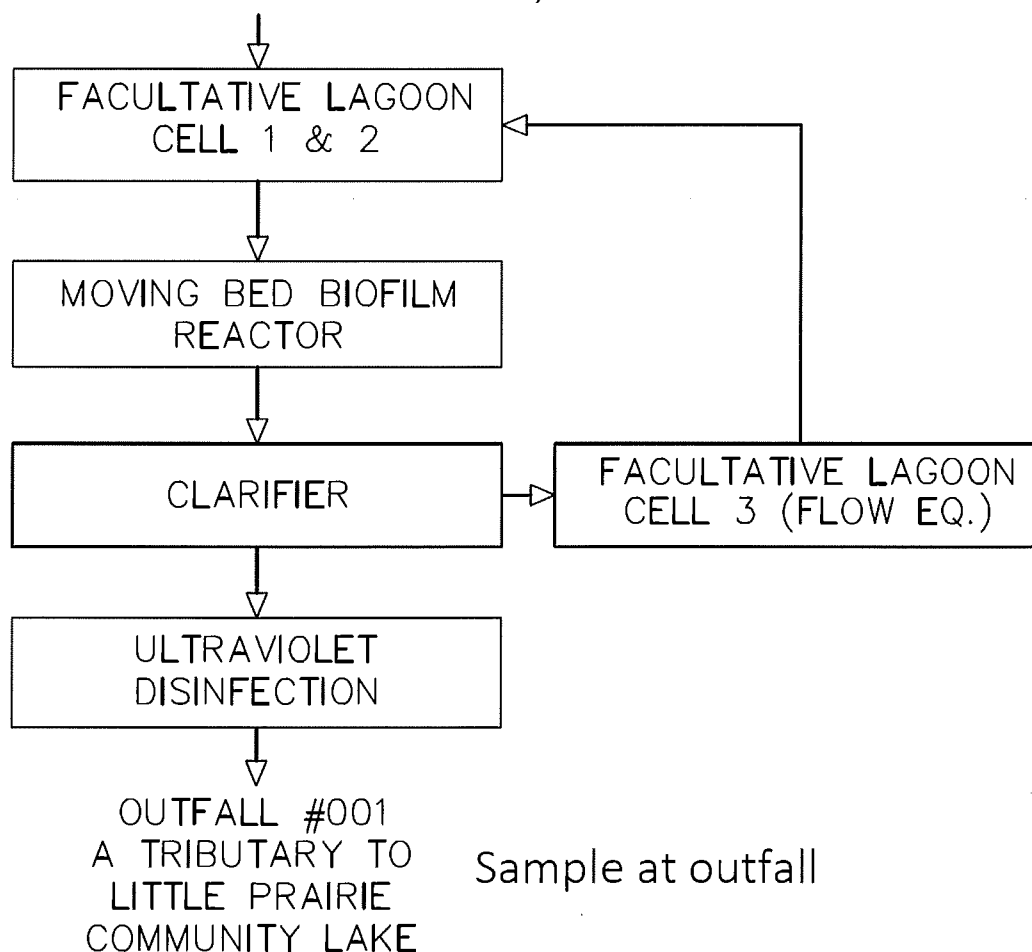 FACULTATIVE LAGOON
CELL 1 & 2
MOVING BED BIOFILM
REACTOR
CLARIFIER
FACULTATIVE LAGOON
CELL 3 (FLOW EQ.)
ULTRAVIOLET
DISINFECTION
OUTFALL #001
A TRIBUTARY TO
LITTLE PRAIRIE
COMMUNITY LAKE
Sample at outfall